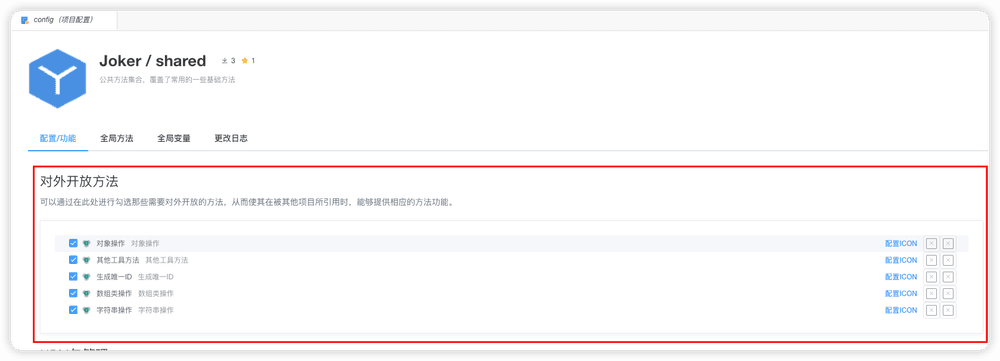 config（项目配置）
Joker / shared 3 1
公共方法集合，覆盖了常用的一些基础方法
配置/功能 全局方法 全局变量 更改日志
对外开放方法
可以通过在此处进行勾选那些需要对外开放的方法，从而使其在被其他项目所引用时，能够提供相应的方法功能。
对象操作 对象操作 配置ICON
其他工具方法 其他工具方法 配置ICON
生成唯一ID 生成唯一ID 配置ICON
数组类操作 数组类操作 配置ICON
字符串操作 字符串操作 配置ICON